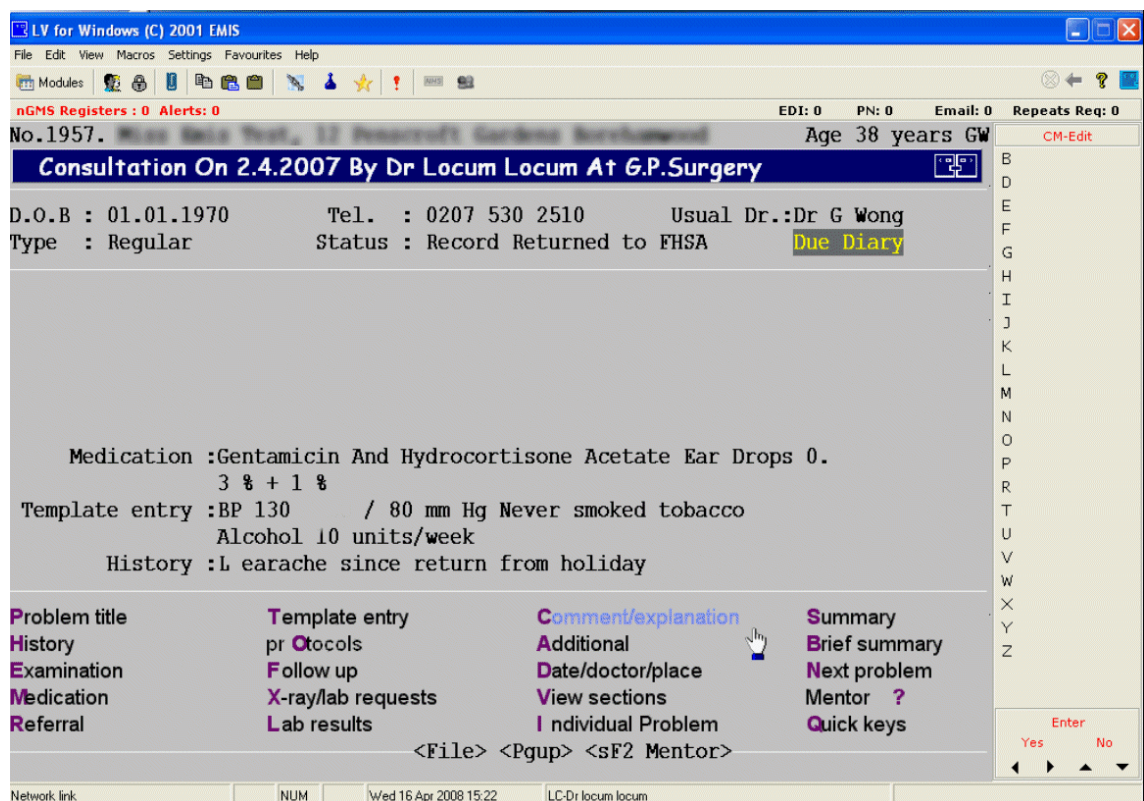 LV for Windows (C) 2001 EMIS
File Edit View Macros Settings Favourites Help
Modules
nGMS Registers : 0 Alerts: 0 EDI: 0 PN: 0 Email: 0 Repeats Req: 0
No.1957. Age 38 years GW
CM-Edit
Consultation On 2.4.2007 By Dr Locum Locum At G.P.Surgery
D.O.B : 01.01.1970 Tel. : 0207 530 2510 Usual Dr.:Dr G Wong
Type : Regular Status : Record Returned to FHSA Due Diary
B
D
E
F
G
H
I
J
K
L
M
N
O
P
R
T
U
V
W
X
Y
Z
Medication :Gentamicin And Hydrocortisone Acetate Ear Drops 0.
3 % + 1 %
Template entry :BP 130 / 80 mm Hg Never smoked tobacco
Alcohol 10 units/week
History :L earache since return from holiday
Problem title Template entry Comment/explanation Summary
History pr Otocols Additional Brief summary
Examination Follow up Date/doctor/place Next problem
Medication X-ray/lab requests View sections Mentor ?
Referral Lab results I ndividual Problem Quick keys
<File> <Pgup> <sF2 Mentor>
Enter
Yes No
Network link NUM Wed 16 Apr 2008 15:22 LC-Dr locum locum